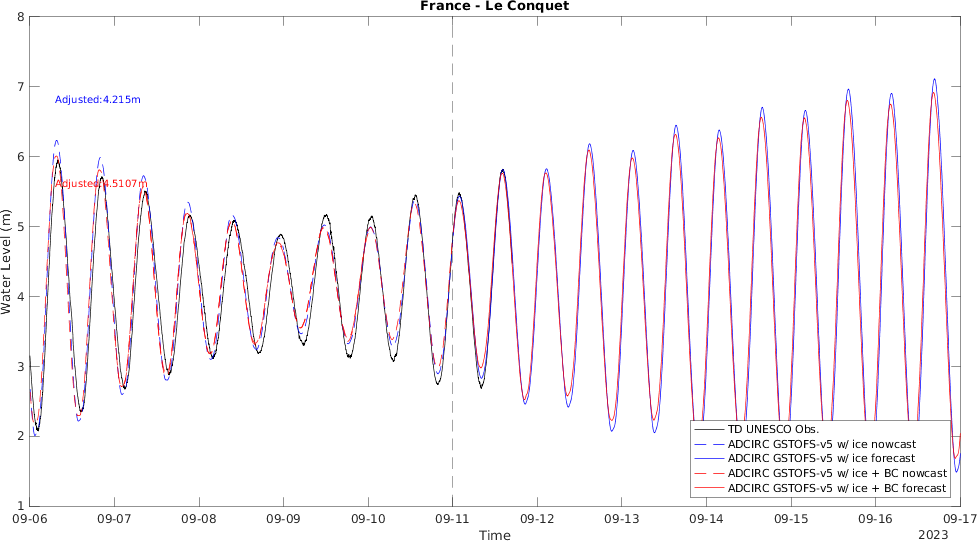 France - Le Conquet
8
7
6
5
4
3
2
1
Water Level (m)
Adjusted:4.215m
Adjusted:4.5107m
TD UNESCO Obs.
ADCIRC GSTOFS-v5 w/ ice nowcast
ADCIRC GSTOFS-v5 w/ ice forecast
ADCIRC GSTOFS-v5 w/ ice + BC nowcast
ADCIRC GSTOFS-v5 w/ ice + BC forecast
09-06 09-07 09-08 09-09 09-10 09-11 09-12 09-13 09-14 09-15 09-16 09-17
Time
2023